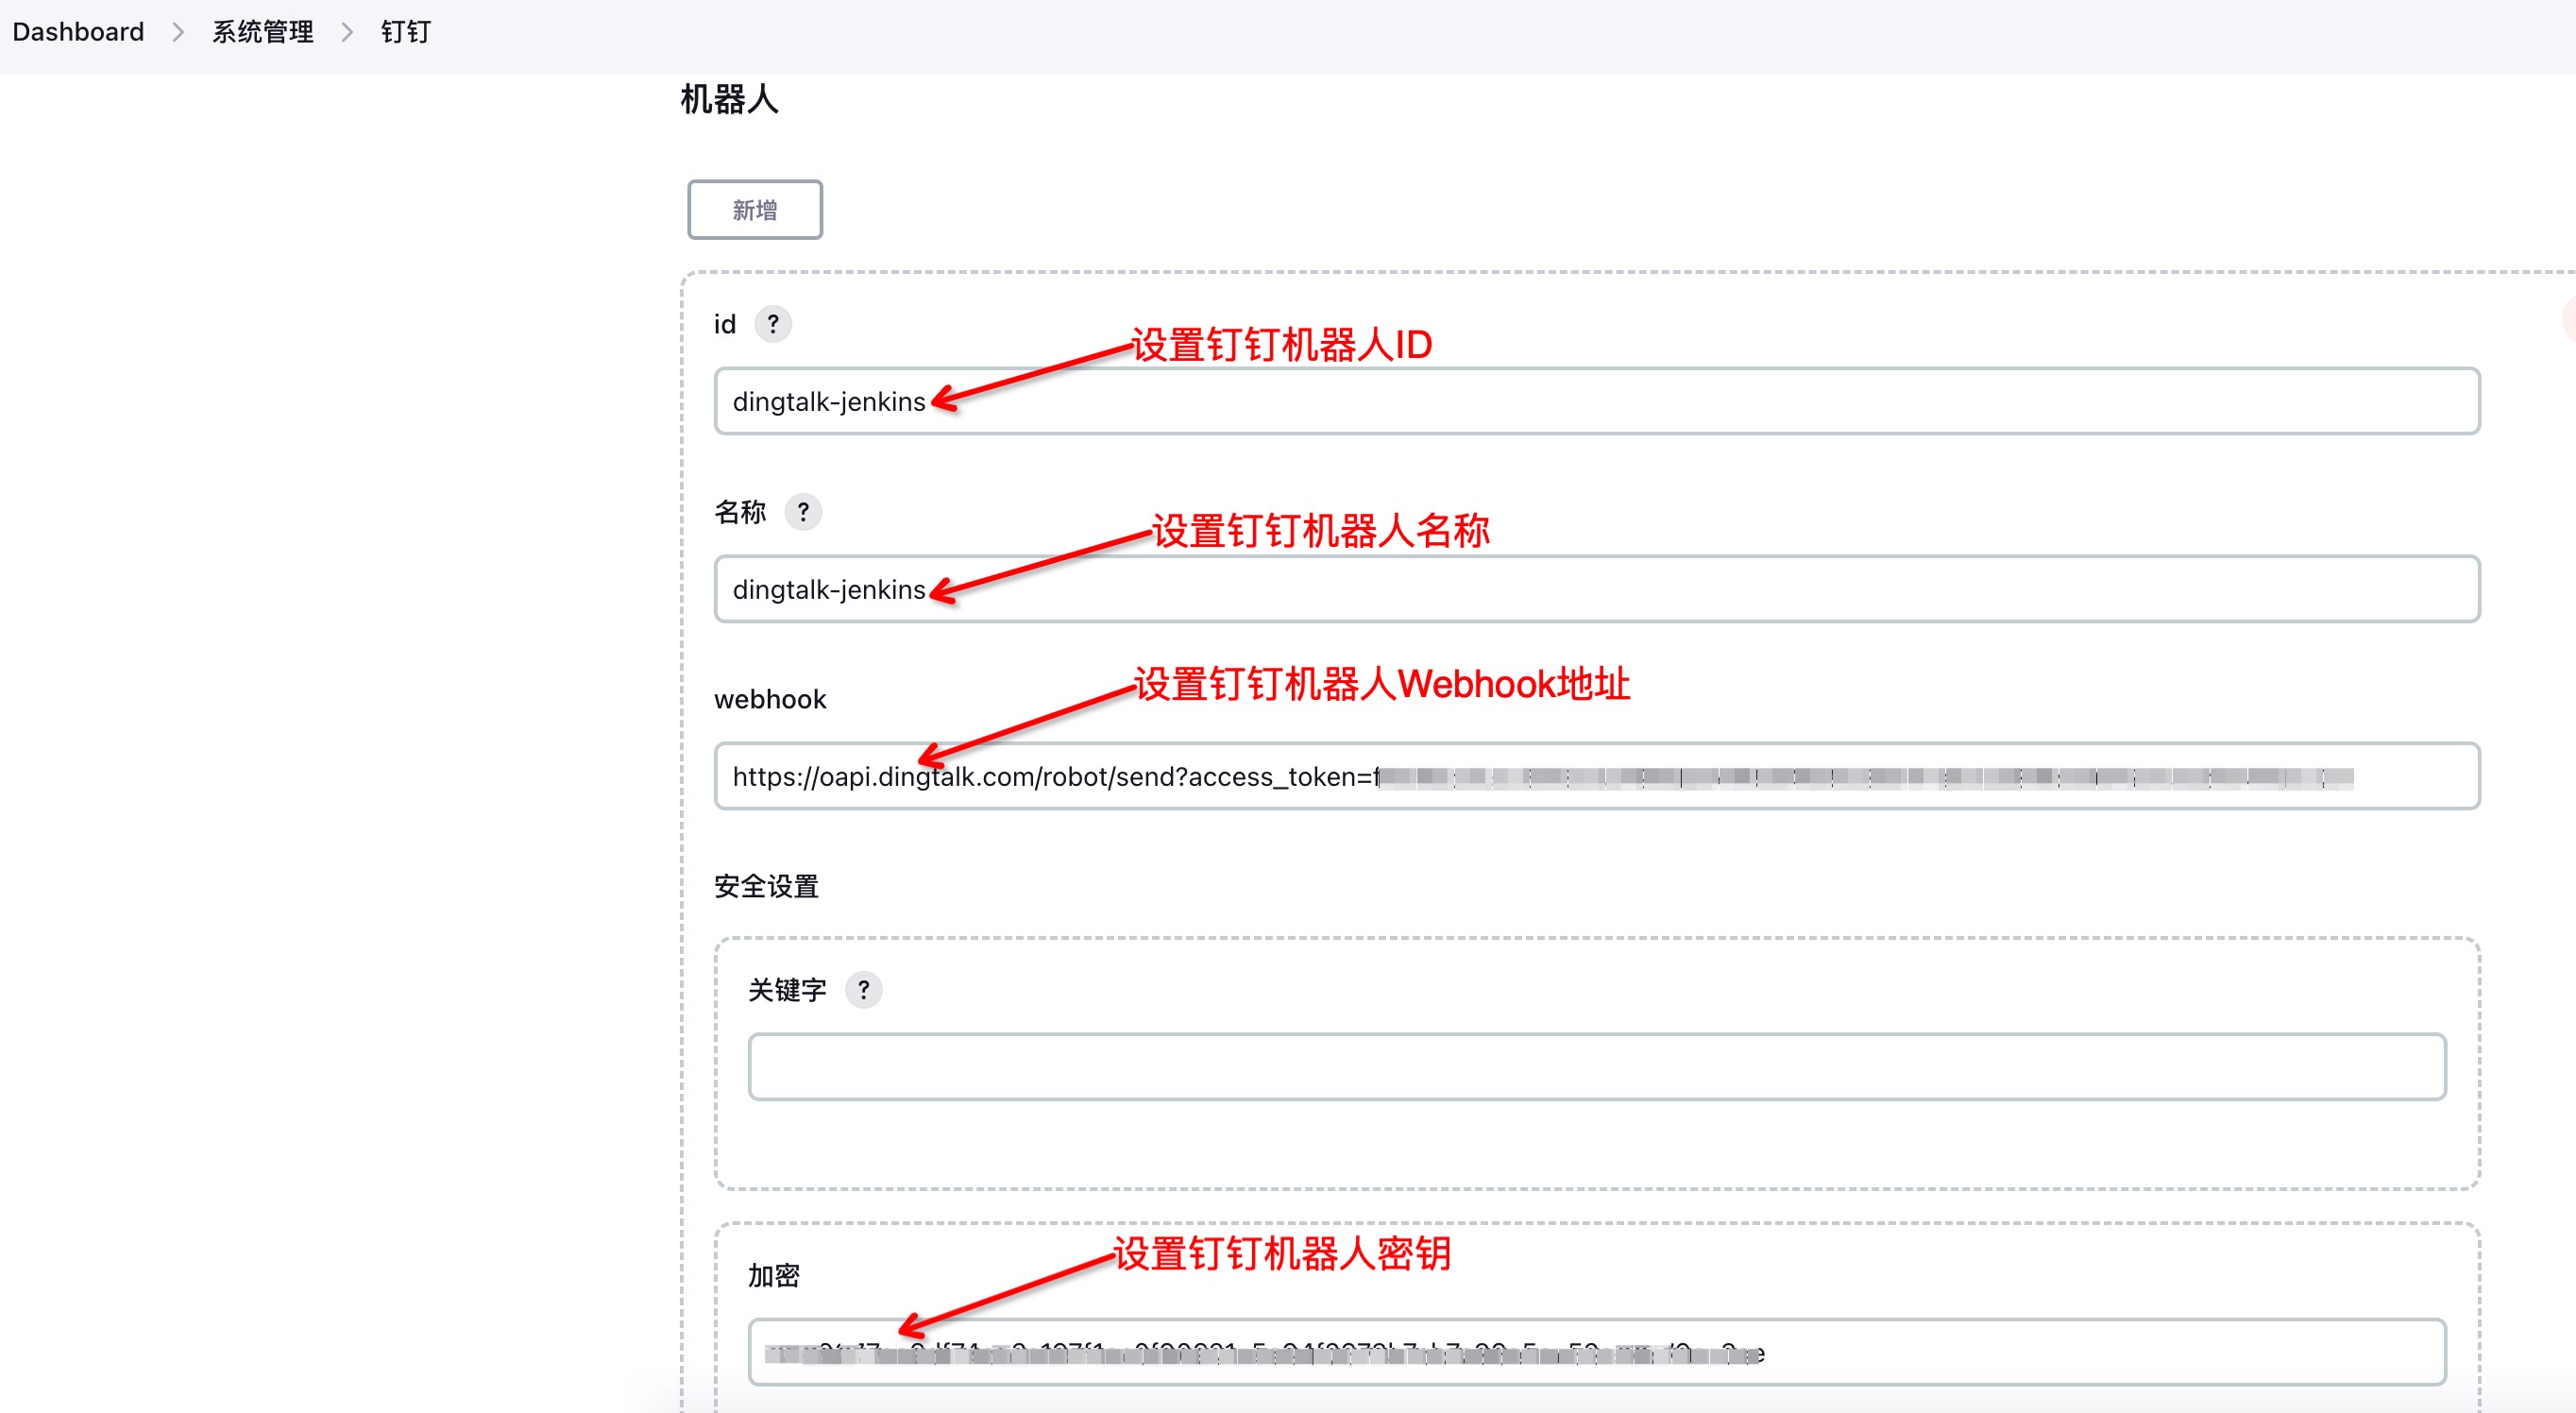 Dashboard > 系统管理 > 钉钉
机器人
新增
id ?
设置钉钉机器人ID
dingtalk-jenkins
名称 ?
设置钉钉机器人名称
dingtalk-jenkins
webhook
设置钉钉机器人Webhook地址
https://oapi.dingtalk.com/robot/send?access_token=f
安全设置
关键字 ?
加密
设置钉钉机器人密钥